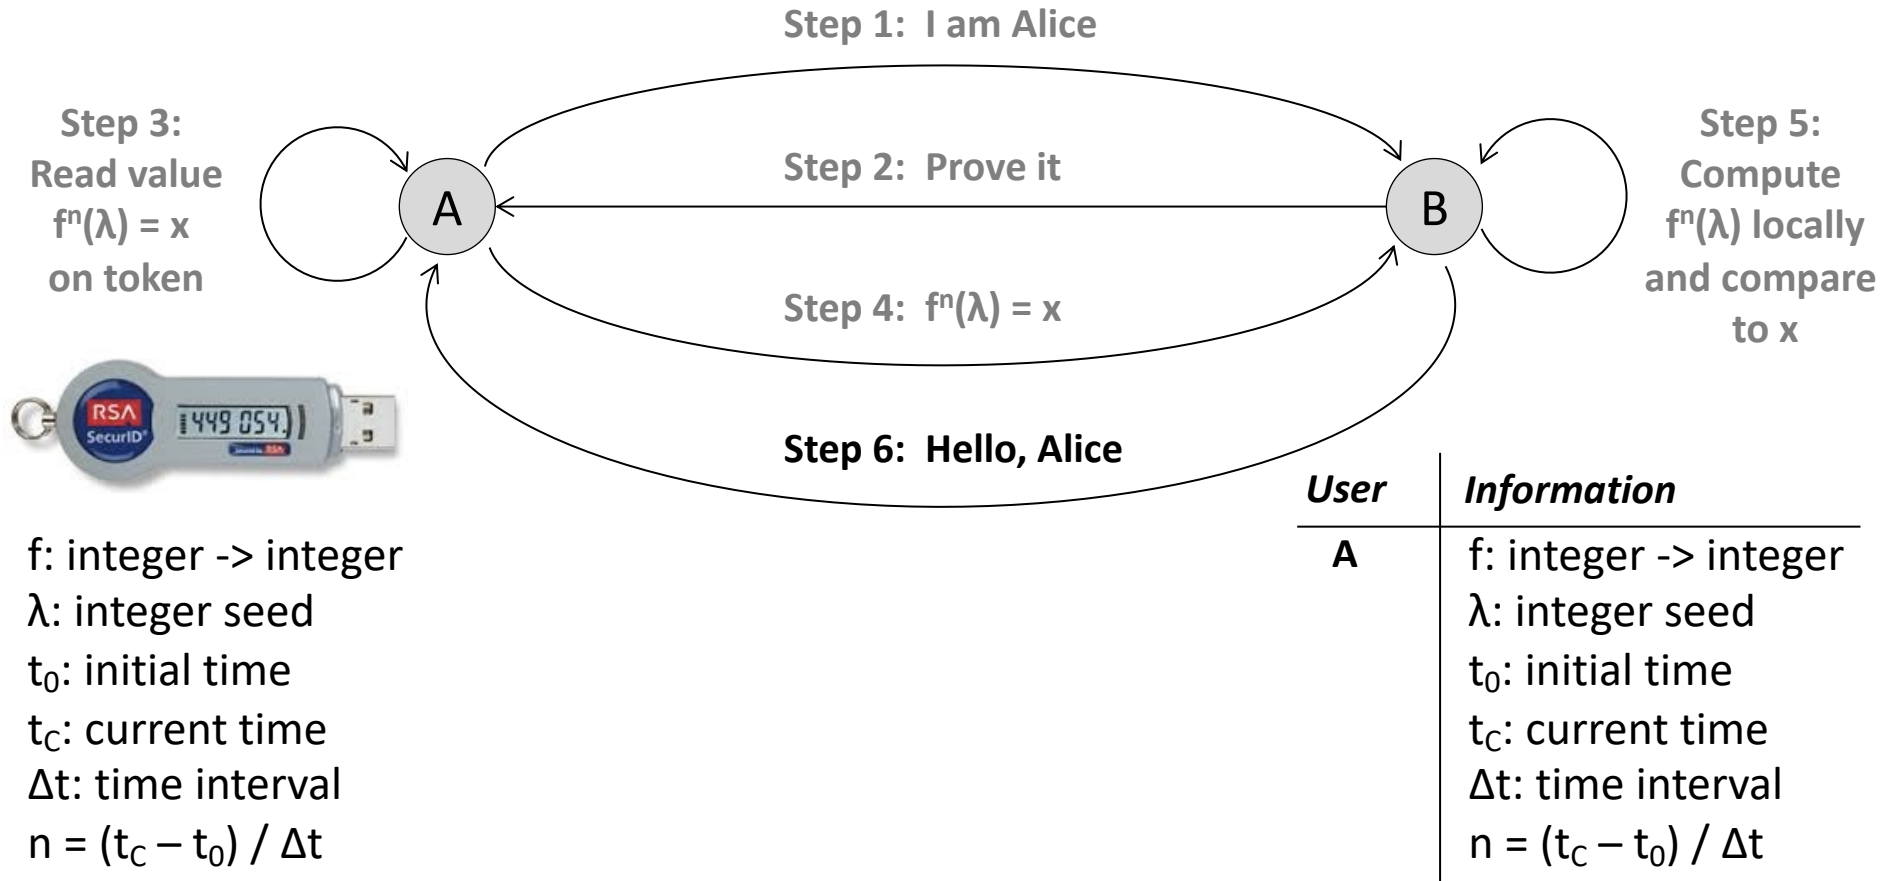 Step 1: I am Alice
Step 3:
Read value
fⁿ(λ) = x
on token
A
Step 2: Prove it
B
Step 5:
Compute
fⁿ(λ) locally
and compare
to x
Step 4: fⁿ(λ) = x
RSA
SecurID®
449 054
RSA
Step 6: Hello, Alice
f: integer -> integer
λ: integer seed
t₀: initial time
t_C: current time
Δt: time interval
n = (t_C – t₀) / Δt
User Information
A f: integer -> integer
λ: integer seed
t₀: initial time
t_C: current time
Δt: time interval
n = (t_C – t₀) / Δt